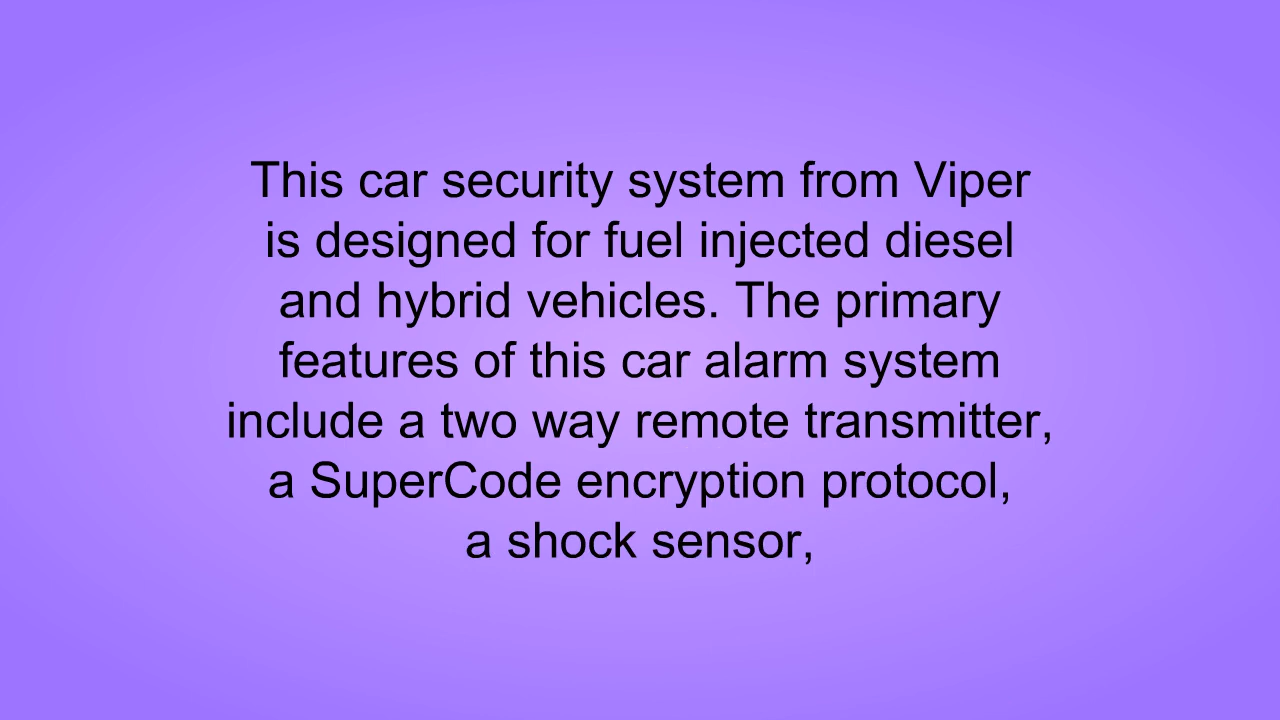 This car security system from Viper
is designed for fuel injected diesel
and hybrid vehicles. The primary
features of this car alarm system
include a two way remote transmitter,
a SuperCode encryption protocol,
a shock sensor,